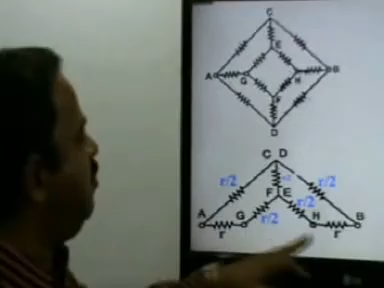 C
E
A G H B
F
D
C D
r/2 r/2
F E
r/2
A G r/2 H B
r r